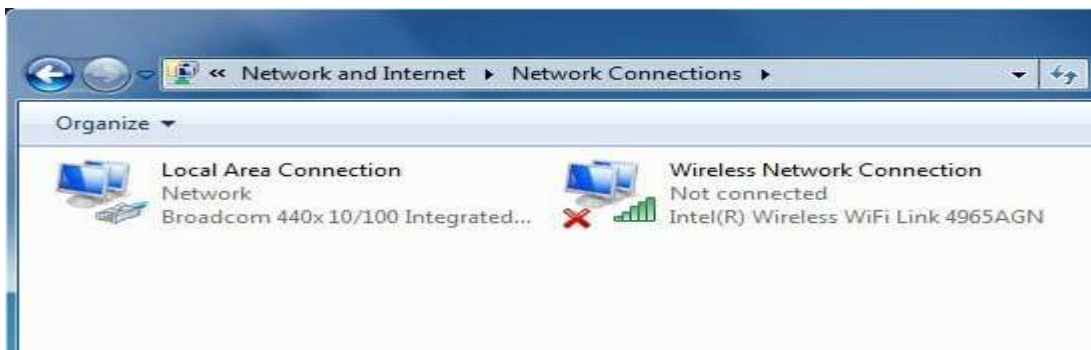 « Network and Internet ▸ Network Connections ▸
Organize ▾
Local Area Connection
Network
Broadcom 440x 10/100 Integrated...
Wireless Network Connection
Not connected
Intel(R) Wireless WiFi Link 4965AGN